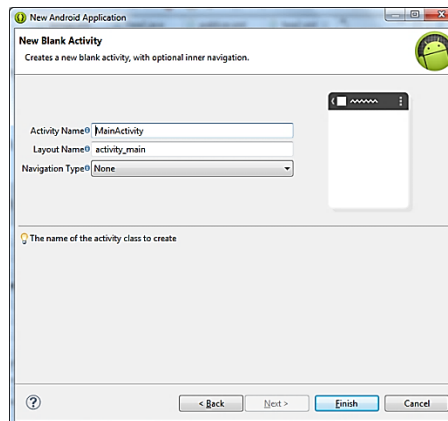 New Android Application
New Blank Activity
Creates a new blank activity, with optional inner navigation.
Activity Name MainActivity
Layout Name activity_main
Navigation Type None
The name of the activity class to create
< Back Next > Finish Cancel